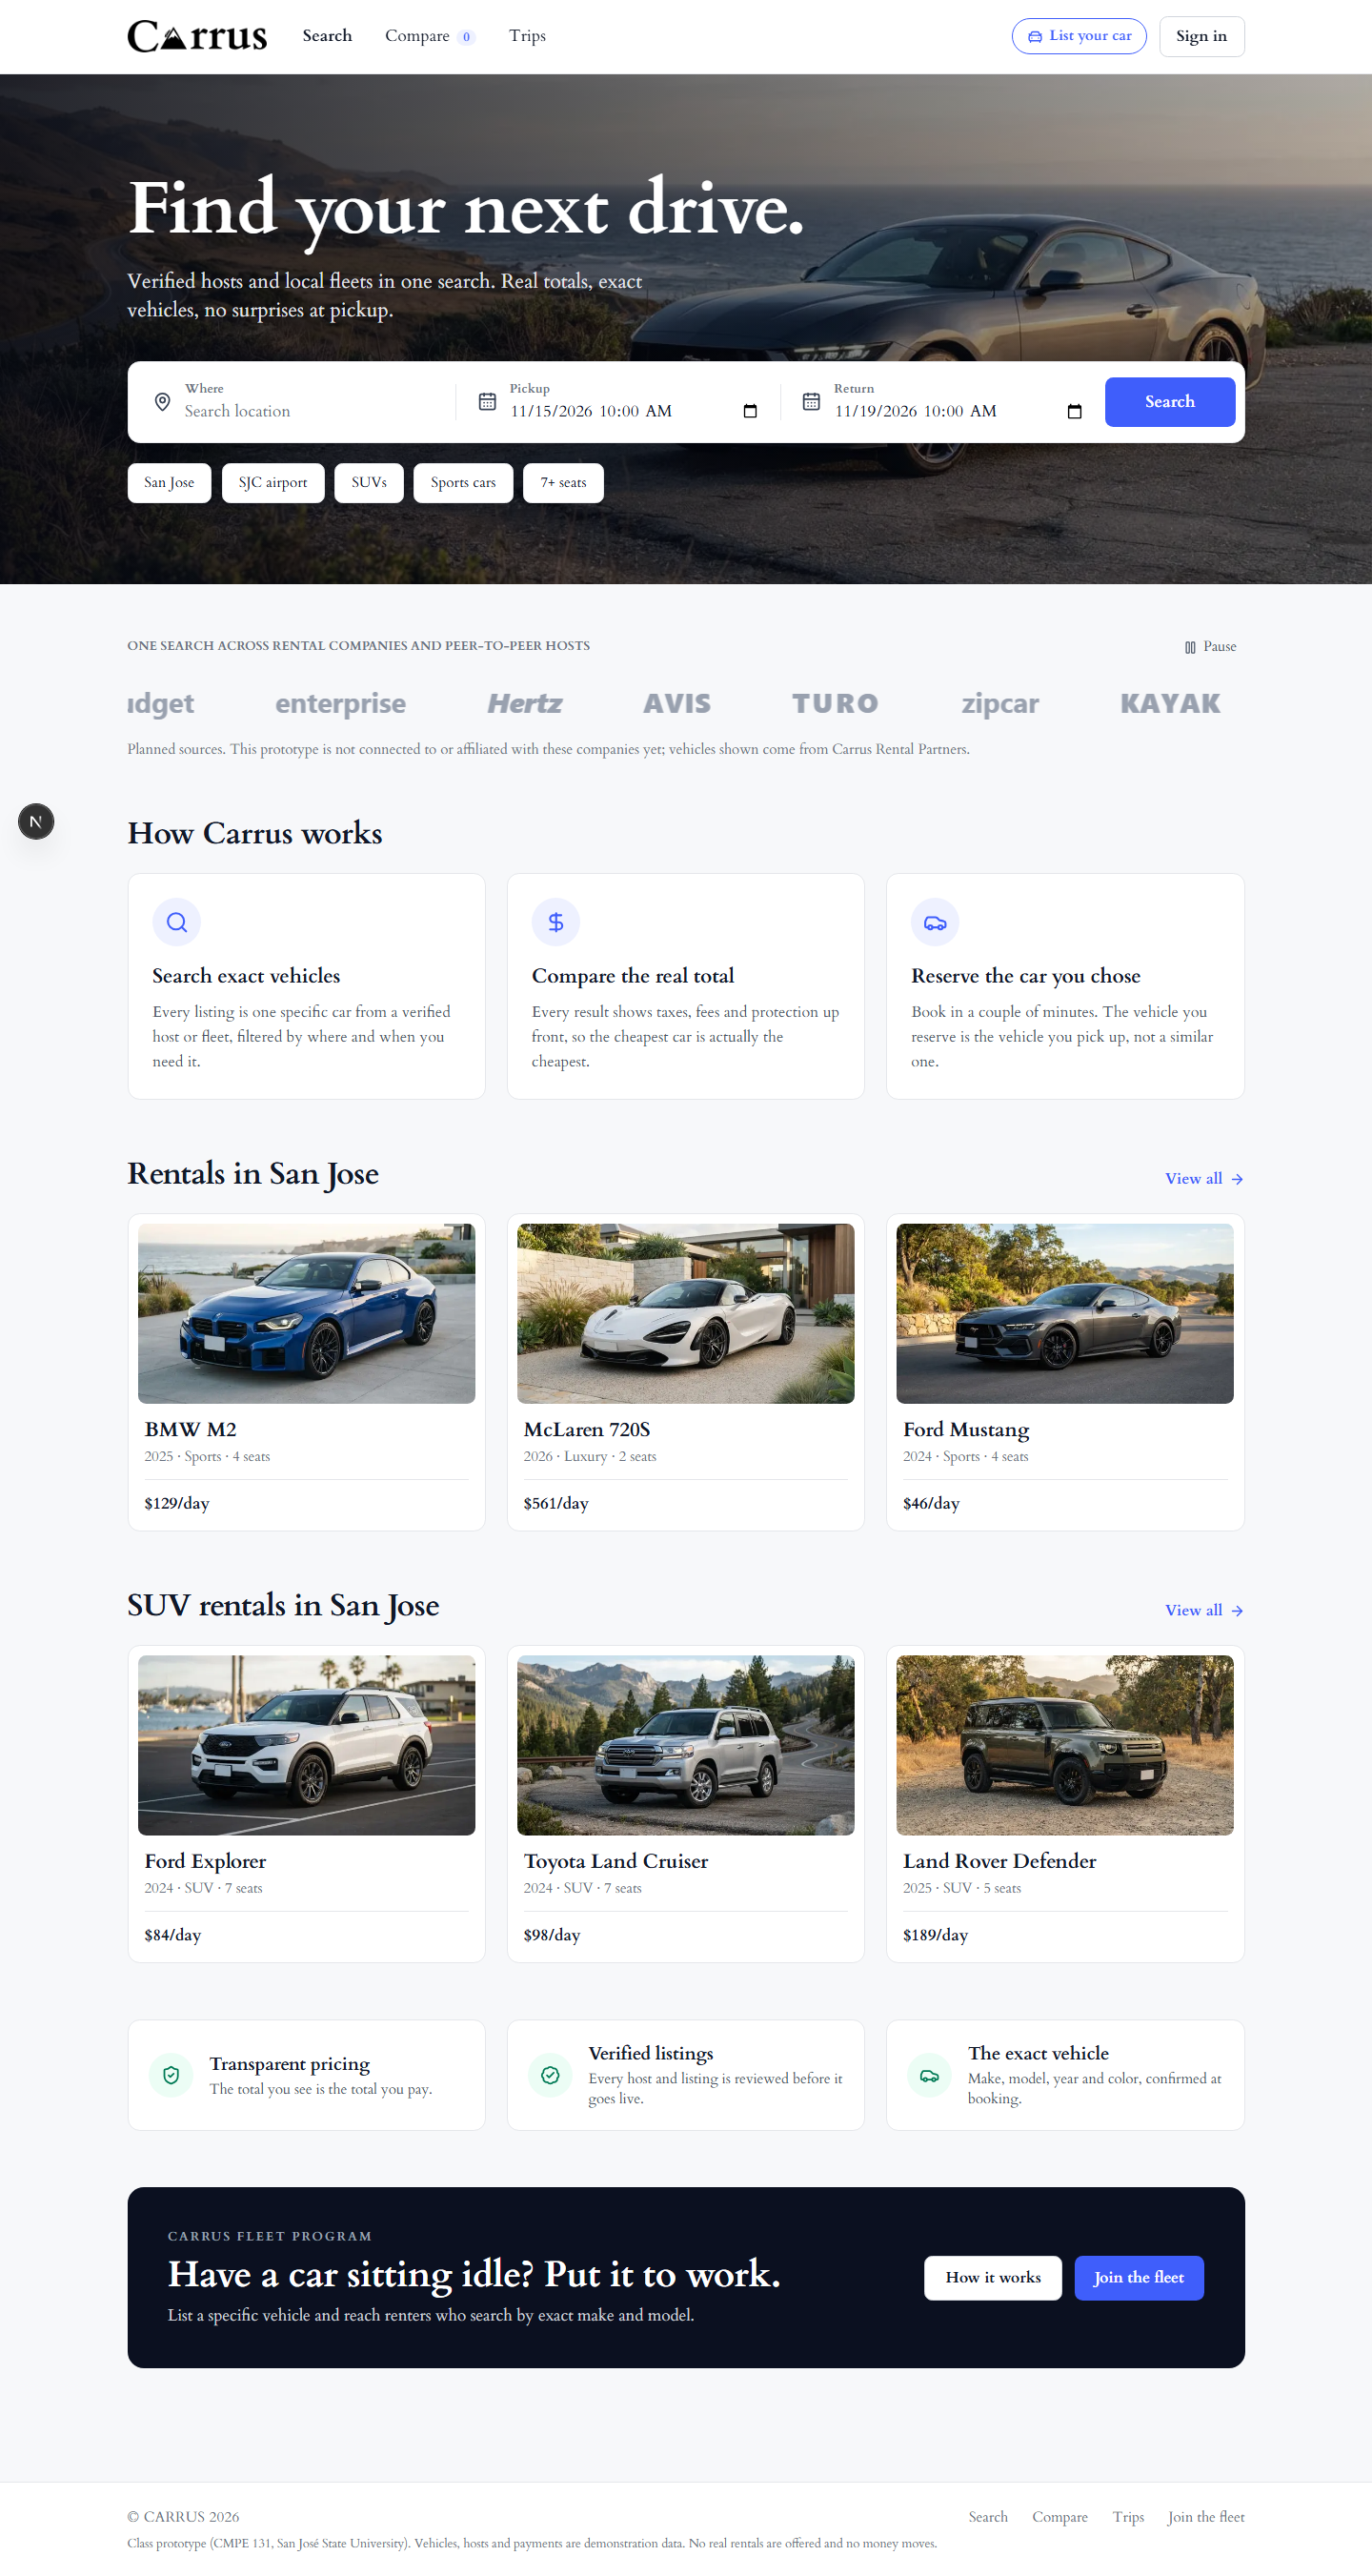 Carrus
Search
Compare 0
Trips
List your car
Sign in
Find your next drive.
Verified hosts and local fleets in one search. Real totals, exact
vehicles, no surprises at pickup.
Where
Search location
Pickup
11/15/2026 10:00 AM
Return
11/19/2026 10:00 AM
Search
San Jose
SJC airport
SUVs
Sports cars
7+ seats
ONE SEARCH ACROSS RENTAL COMPANIES AND PEER-TO-PEER HOSTS
Pause
udget
enterprise
Hertz
AVIS
TURO
zipcar
KAYAK
Planned sources. This prototype is not connected to or affiliated with these companies yet; vehicles shown come from Carrus Rental Partners.
N
How Carrus works
Search exact vehicles
Every listing is one specific car from a verified
host or fleet, filtered by where and when you
need it.
Compare the real total
Every result shows taxes, fees and protection up
front, so the cheapest car is actually the
cheapest.
Reserve the car you chose
Book in a couple of minutes. The vehicle you
reserve is the vehicle you pick up, not a similar
one.
Rentals in San Jose
View all
BMW M2
2025 · Sports · 4 seats
$129/day
McLaren 720S
2026 · Luxury · 2 seats
$561/day
Ford Mustang
2024 · Sports · 4 seats
$46/day
SUV rentals in San Jose
View all
Ford Explorer
2024 · SUV · 7 seats
$84/day
Toyota Land Cruiser
2024 · SUV · 7 seats
$98/day
Land Rover Defender
2025 · SUV · 5 seats
$189/day
Transparent pricing
The total you see is the total you pay.
Verified listings
Every host and listing is reviewed before it
goes live.
The exact vehicle
Make, model, year and color, confirmed at
booking.
CARRUS FLEET PROGRAM
Have a car sitting idle? Put it to work.
List a specific vehicle and reach renters who search by exact make and model.
How it works
Join the fleet
© CARRUS 2026
Search
Compare
Trips
Join the fleet
Class prototype (CMPE 131, San José State University). Vehicles, hosts and payments are demonstration data. No real rentals are offered and no money moves.